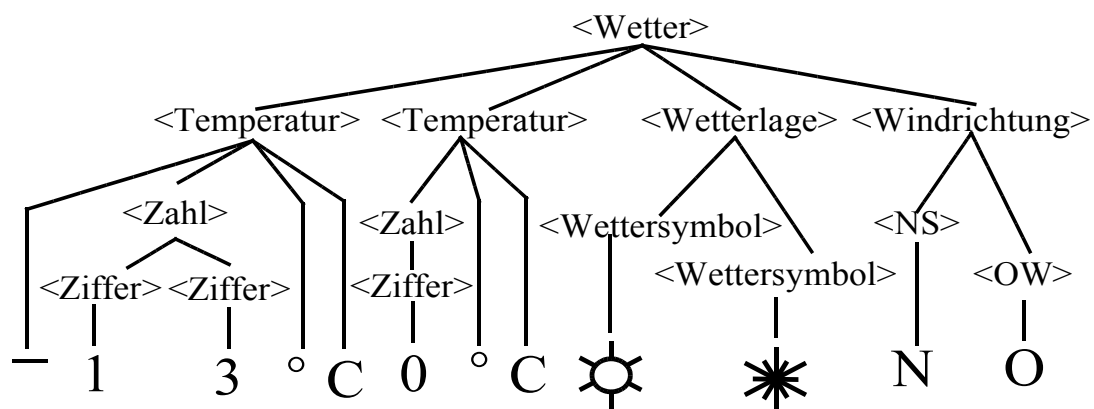 <Wetter>
<Temperatur> <Temperatur> <Wetterlage> <Windrichtung>
<Zahl> <Zahl> <Wettersymbol> <NS>
<Ziffer> <Ziffer> <Ziffer> <Wettersymbol> <OW>
– 1 3 ° C 0 ° C N O